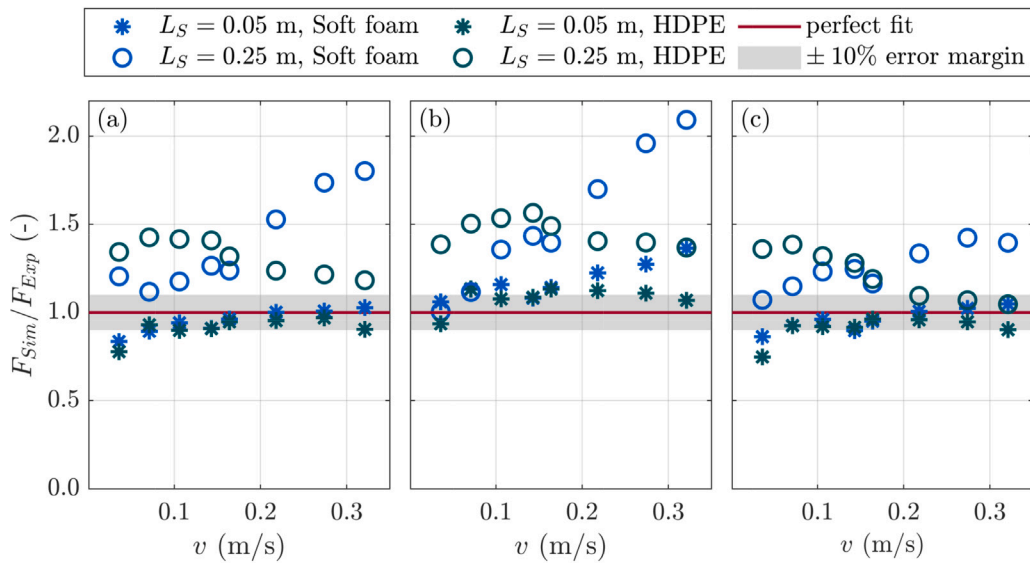 L_S = 0.05 m, Soft foam L_S = 0.05 m, HDPE perfect fit
L_S = 0.25 m, Soft foam L_S = 0.25 m, HDPE ± 10% error margin
(a) (b) (c)
2.0
1.5
1.0
0.5
0.0
F_Sim/F_Exp (-)
0.1 0.2 0.3 0.1 0.2 0.3 0.1 0.2 0.3
v (m/s) v (m/s) v (m/s)